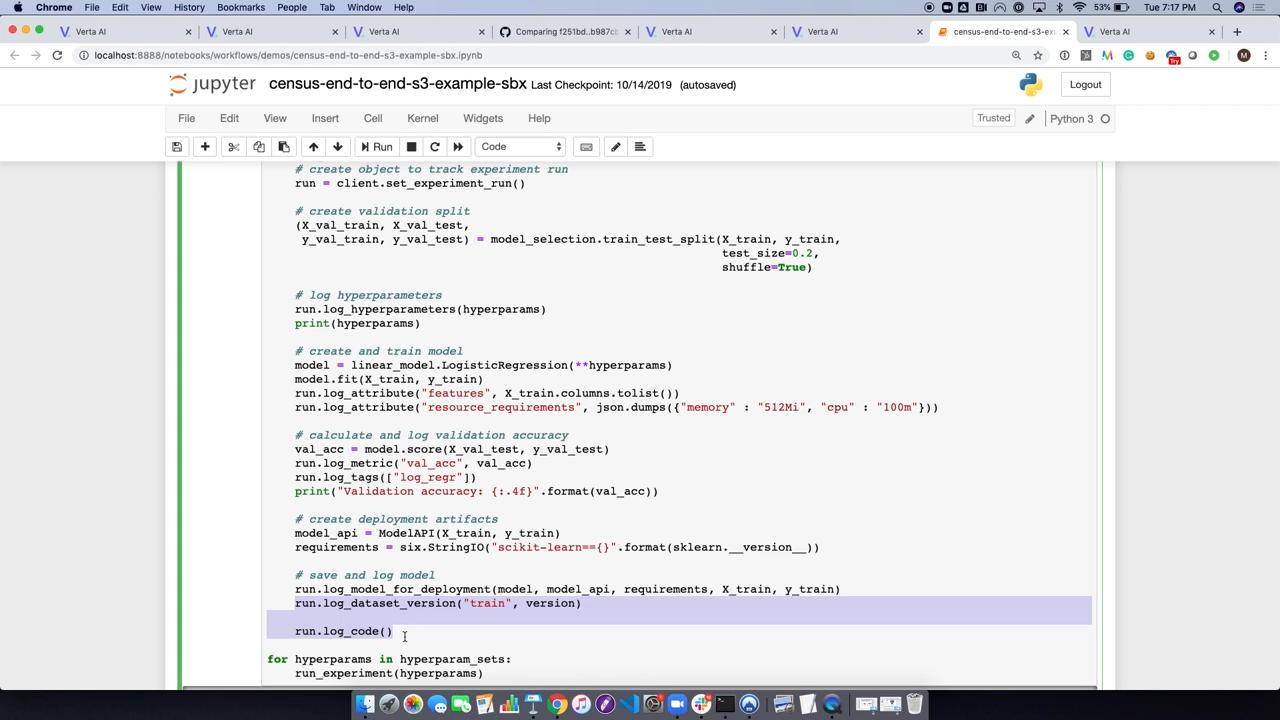 Chrome File Edit View History Bookmarks People Tab Window Help 53% Tue 7:17 PM
Verta AI Verta AI Verta AI Comparing f251bd..b987cb Verta AI Verta AI census-end-to-end-s3-exa Verta AI
localhost:8888/notebooks/workflows/demos/census-end-to-end-s3-example-sbx.ipynb Try M
jupyter census-end-to-end-s3-example-sbx Last Checkpoint: 10/14/2019 (autosaved) Logout
File Edit View Insert Cell Kernel Widgets Help Trusted Python 3
Run Code
# create object to track experiment run
run = client.set_experiment_run()
# create validation split
(X_val_train, X_val_test,
y_val_train, y_val_test) = model_selection.train_test_split(X_train, y_train,
test_size=0.2,
shuffle=True)
# log hyperparameters
run.log_hyperparameters(hyperparams)
print(hyperparams)
# create and train model
model = linear_model.LogisticRegression(**hyperparams)
model.fit(X_train, y_train)
run.log_attribute("features", X_train.columns.tolist())
run.log_attribute("resource_requirements", json.dumps({"memory" : "512Mi", "cpu" : "100m"}))
# calculate and log validation accuracy
val_acc = model.score(X_val_test, y_val_test)
run.log_metric("val_acc", val_acc)
run.log_tags(["log_regr"])
print("Validation accuracy: {:.4f}".format(val_acc))
# create deployment artifacts
model_api = ModelAPI(X_train, y_train)
requirements = six.StringIO("scikit-learn=={}".format(sklearn.__version__))
# save and log model
run.log_model_for_deployment(model, model_api, requirements, X_train, y_train)
run.log_dataset_version("train", version)
run.log_code()
for hyperparams in hyperparam_sets:
run_experiment(hyperparams)